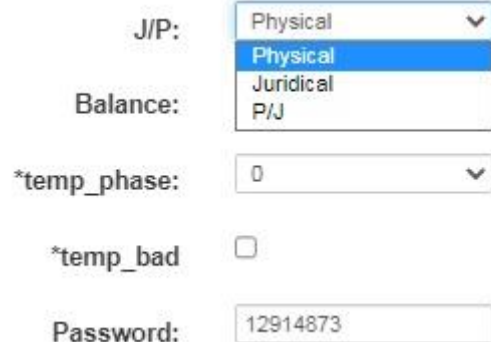 J/P: Physical
Physical
Juridical
P/J
Balance:
*temp_phase: 0
*temp_bad
Password: 12914873